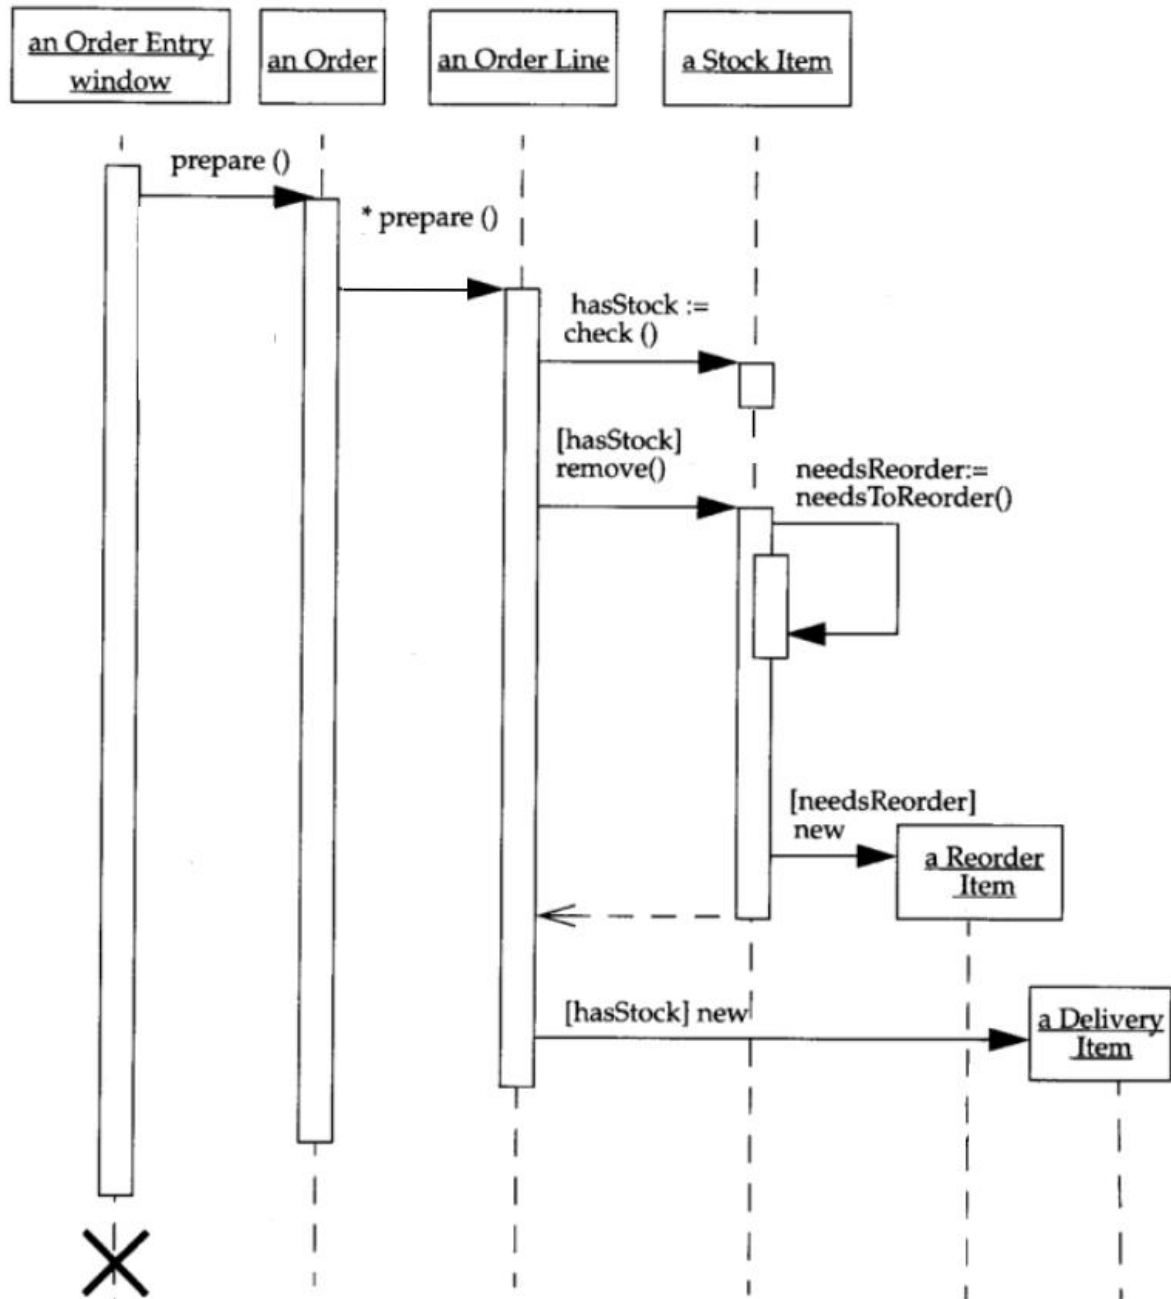 an Order Entry
window
an Order
an Order Line
a Stock Item
prepare ()
* prepare ()
hasStock :=
check ()
[hasStock]
remove()
needsReorder:=
needsToReorder()
[needsReorder]
new
a Reorder
Item
[hasStock] new
a Delivery
Item